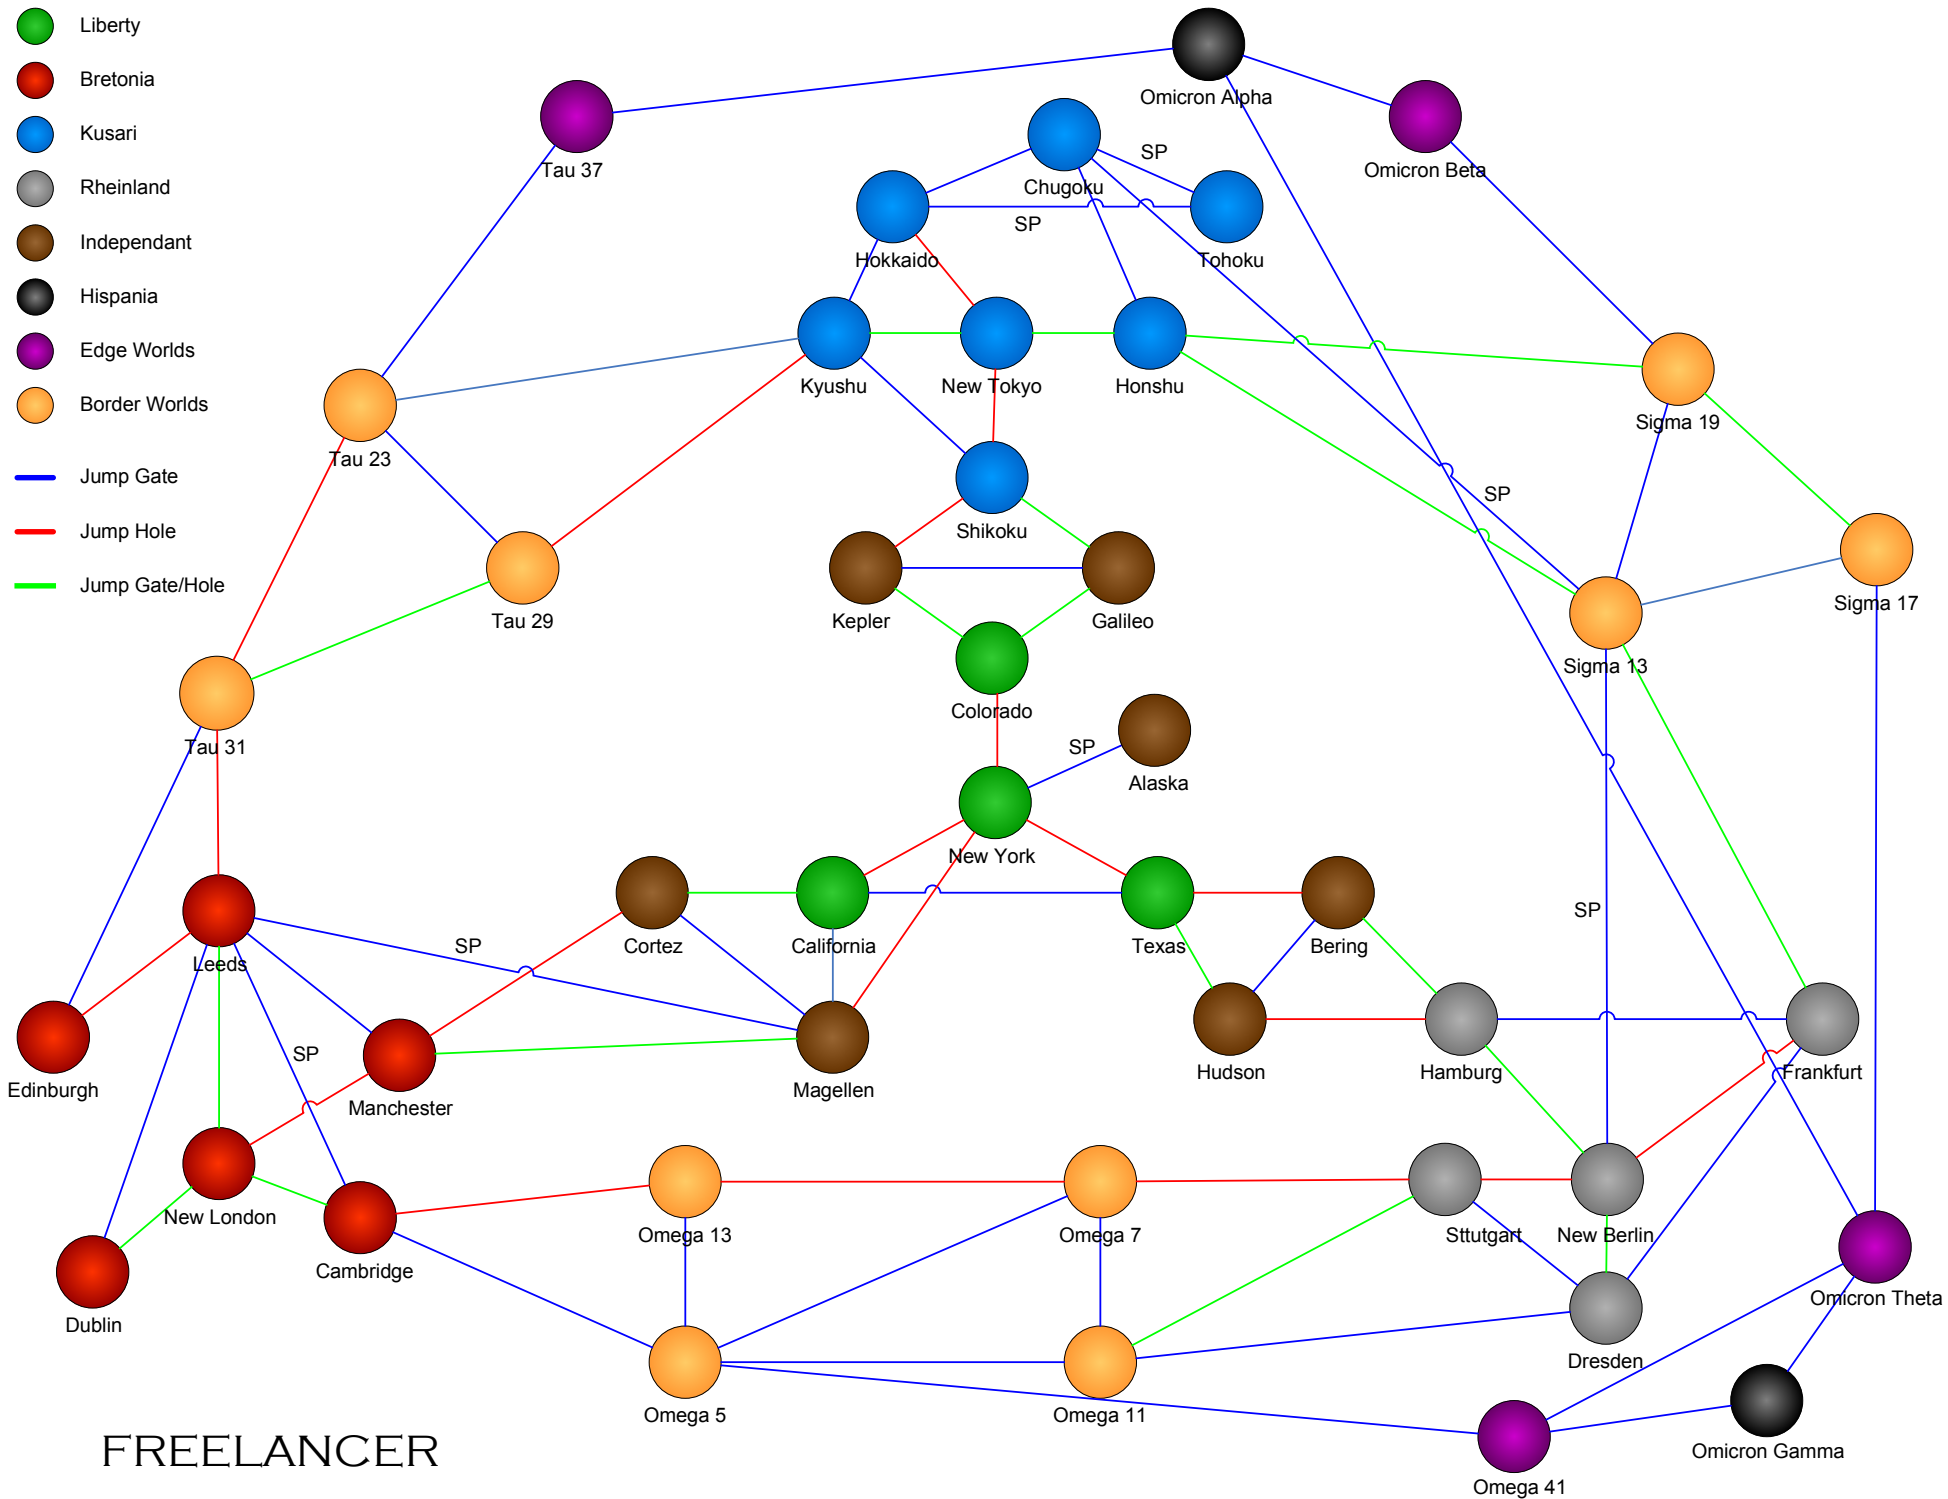 Liberty
Bretonia
Kusari
Rheinland
Independant
Hispania
Edge Worlds
Border Worlds
Jump Gate
Jump Hole
Jump Gate/Hole
Omicron Alpha
Tau 37
Omicron Beta
Chugoku
SP
SP
Hokkaido
Tohoku
Kyushu
New Tokyo
Honshu
Sigma 19
Tau 23
SP
Shikoku
Sigma 17
Tau 29
Kepler
Galileo
Sigma 13
Colorado
Tau 31
SP
Alaska
New York
SP
SP
Leeds
Cortez
California
Texas
Bering
SP
Edinburgh
Manchester
Magellen
Hudson
Hamburg
Frankfurt
New London
Cambridge
Omega 13
Omega 7
Sttutgart
New Berlin
Dublin
Omicron Theta
Dresden
Omega 5
Omega 11
Omicron Gamma
Omega 41
FREELANCER